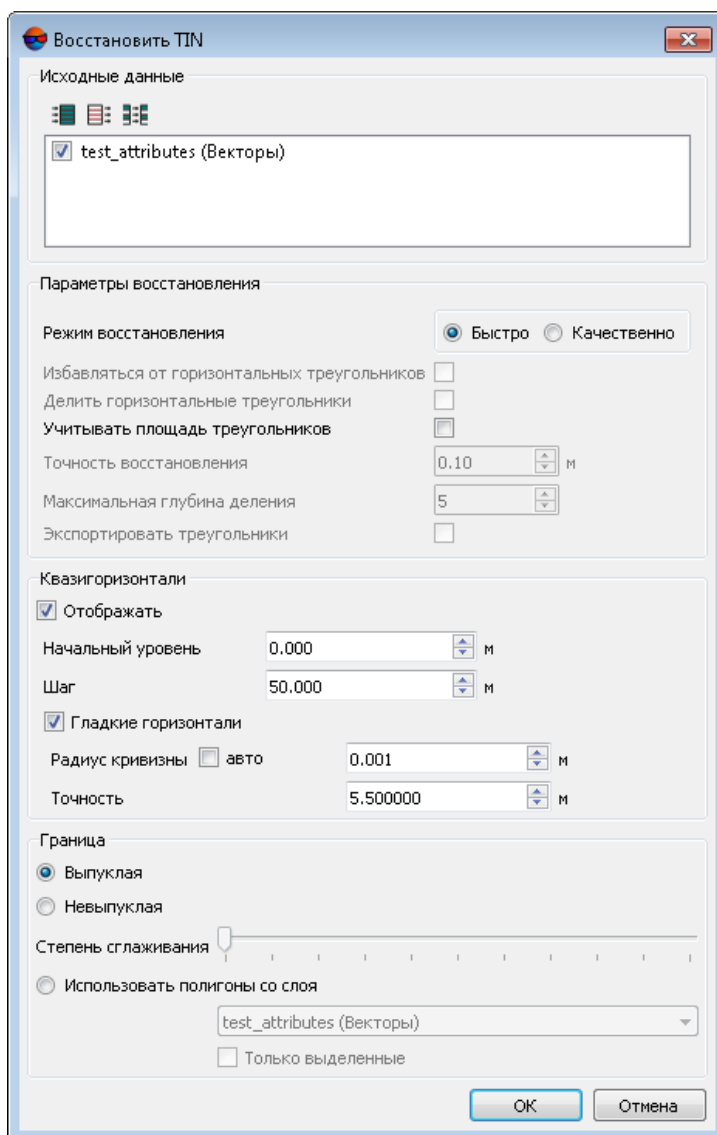 Восстановить TIN
Исходные данные
test_attributes (Векторы)
Параметры восстановления
Режим восстановления Быстро Качественно
Избавляться от горизонтальных треугольников
Делить горизонтальные треугольники
Учитывать площадь треугольников
Точность восстановления 0.10 м
Максимальная глубина деления 5
Экспортировать треугольники
Квазигоризонтали
Отображать
Начальный уровень 0.000 м
Шаг 50.000 м
Гладкие горизонтали
Радиус кривизны авто 0.001 м
Точность 5.500000 м
Граница
Выпуклая
Невыпуклая
Степень сглаживания
Использовать полигоны со слоя
test_attributes (Векторы)
Только выделенные
ОК Отмена